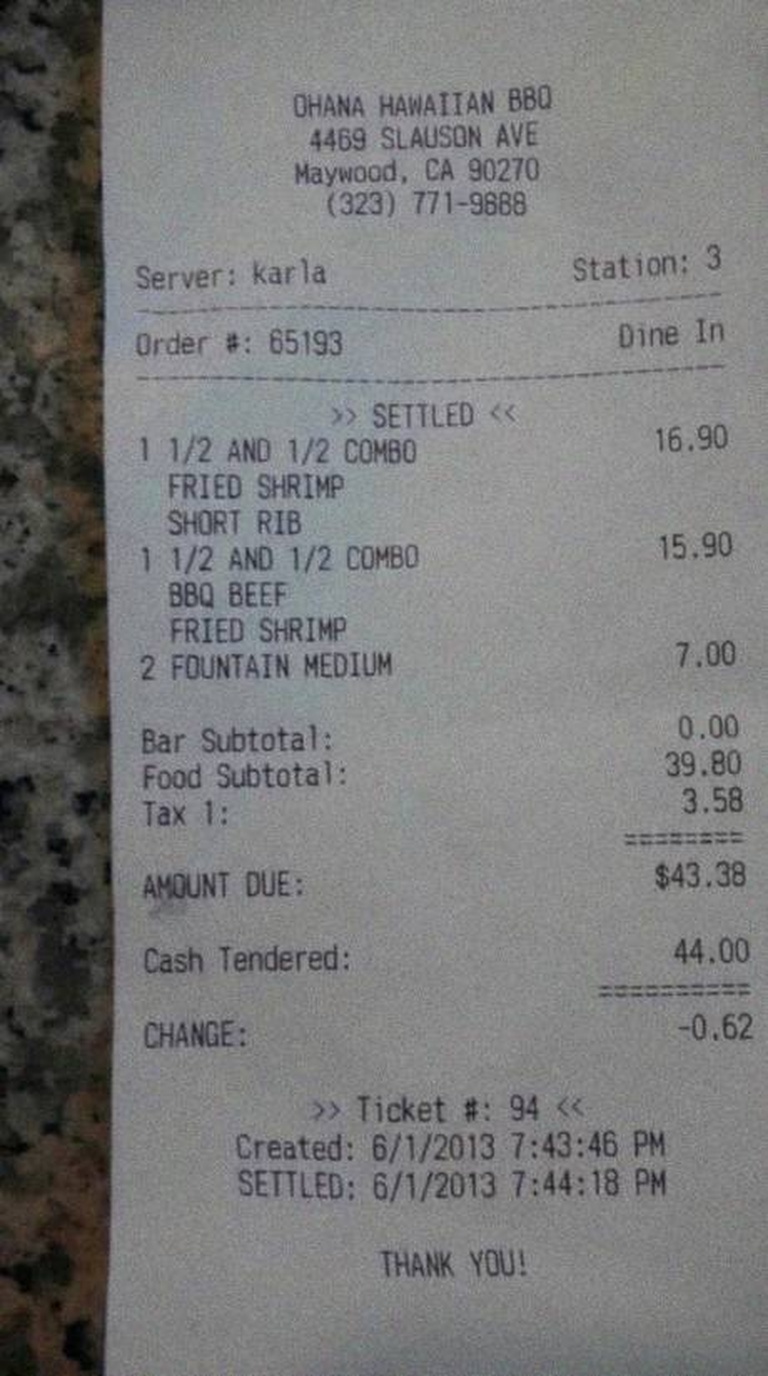 OHANA HAWAIIAN BBQ
4469 SLAUSON AVE
Maywood, CA 90270
(323) 771-9888
Server: karla Station: 3
Order #: 65193 Dine In
>> SETTLED <<
1 1/2 AND 1/2 COMBO 16.90
FRIED SHRIMP
SHORT RIB
1 1/2 AND 1/2 COMBO 15.90
BBQ BEEF
FRIED SHRIMP
2 FOUNTAIN MEDIUM 7.00
Bar Subtotal: 0.00
Food Subtotal: 39.80
Tax 1: 3.58
========
AMOUNT DUE: $43.38
Cash Tendered: 44.00
==========
CHANGE: -0.62
>> Ticket #: 94 <<
Created: 6/1/2013 7:43:46 PM
SETTLED: 6/1/2013 7:44:18 PM
THANK YOU!